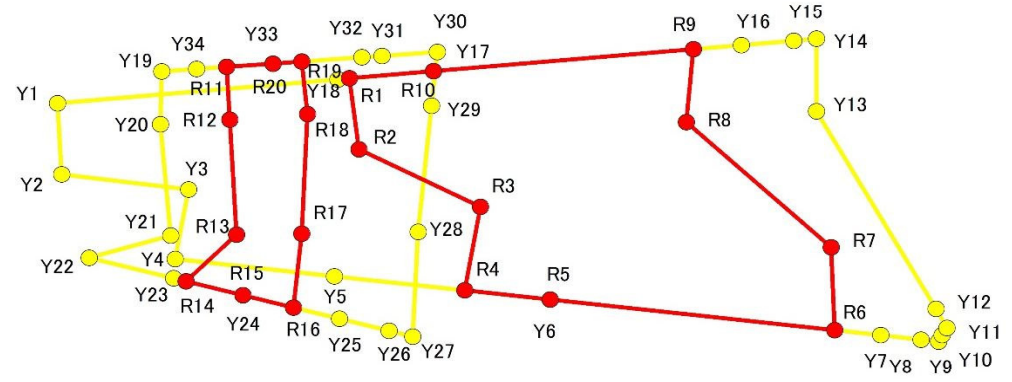 Y32 Y31 Y30 R9 Y16 Y15
Y34 Y33 Y14
Y19 Y17
R19
R11 R20 Y18 R1 R10
Y1
Y29 Y13
Y20 R12 R18 R8
R2
Y2 Y3
R3
Y21 R13 R17 Y28
R7
Y22 Y4
R15 R4 R5
Y23 R14 Y5
Y24 R16 Y6 R6 Y12
Y25 Y26 Y27 Y7 Y8 Y9 Y11
Y10